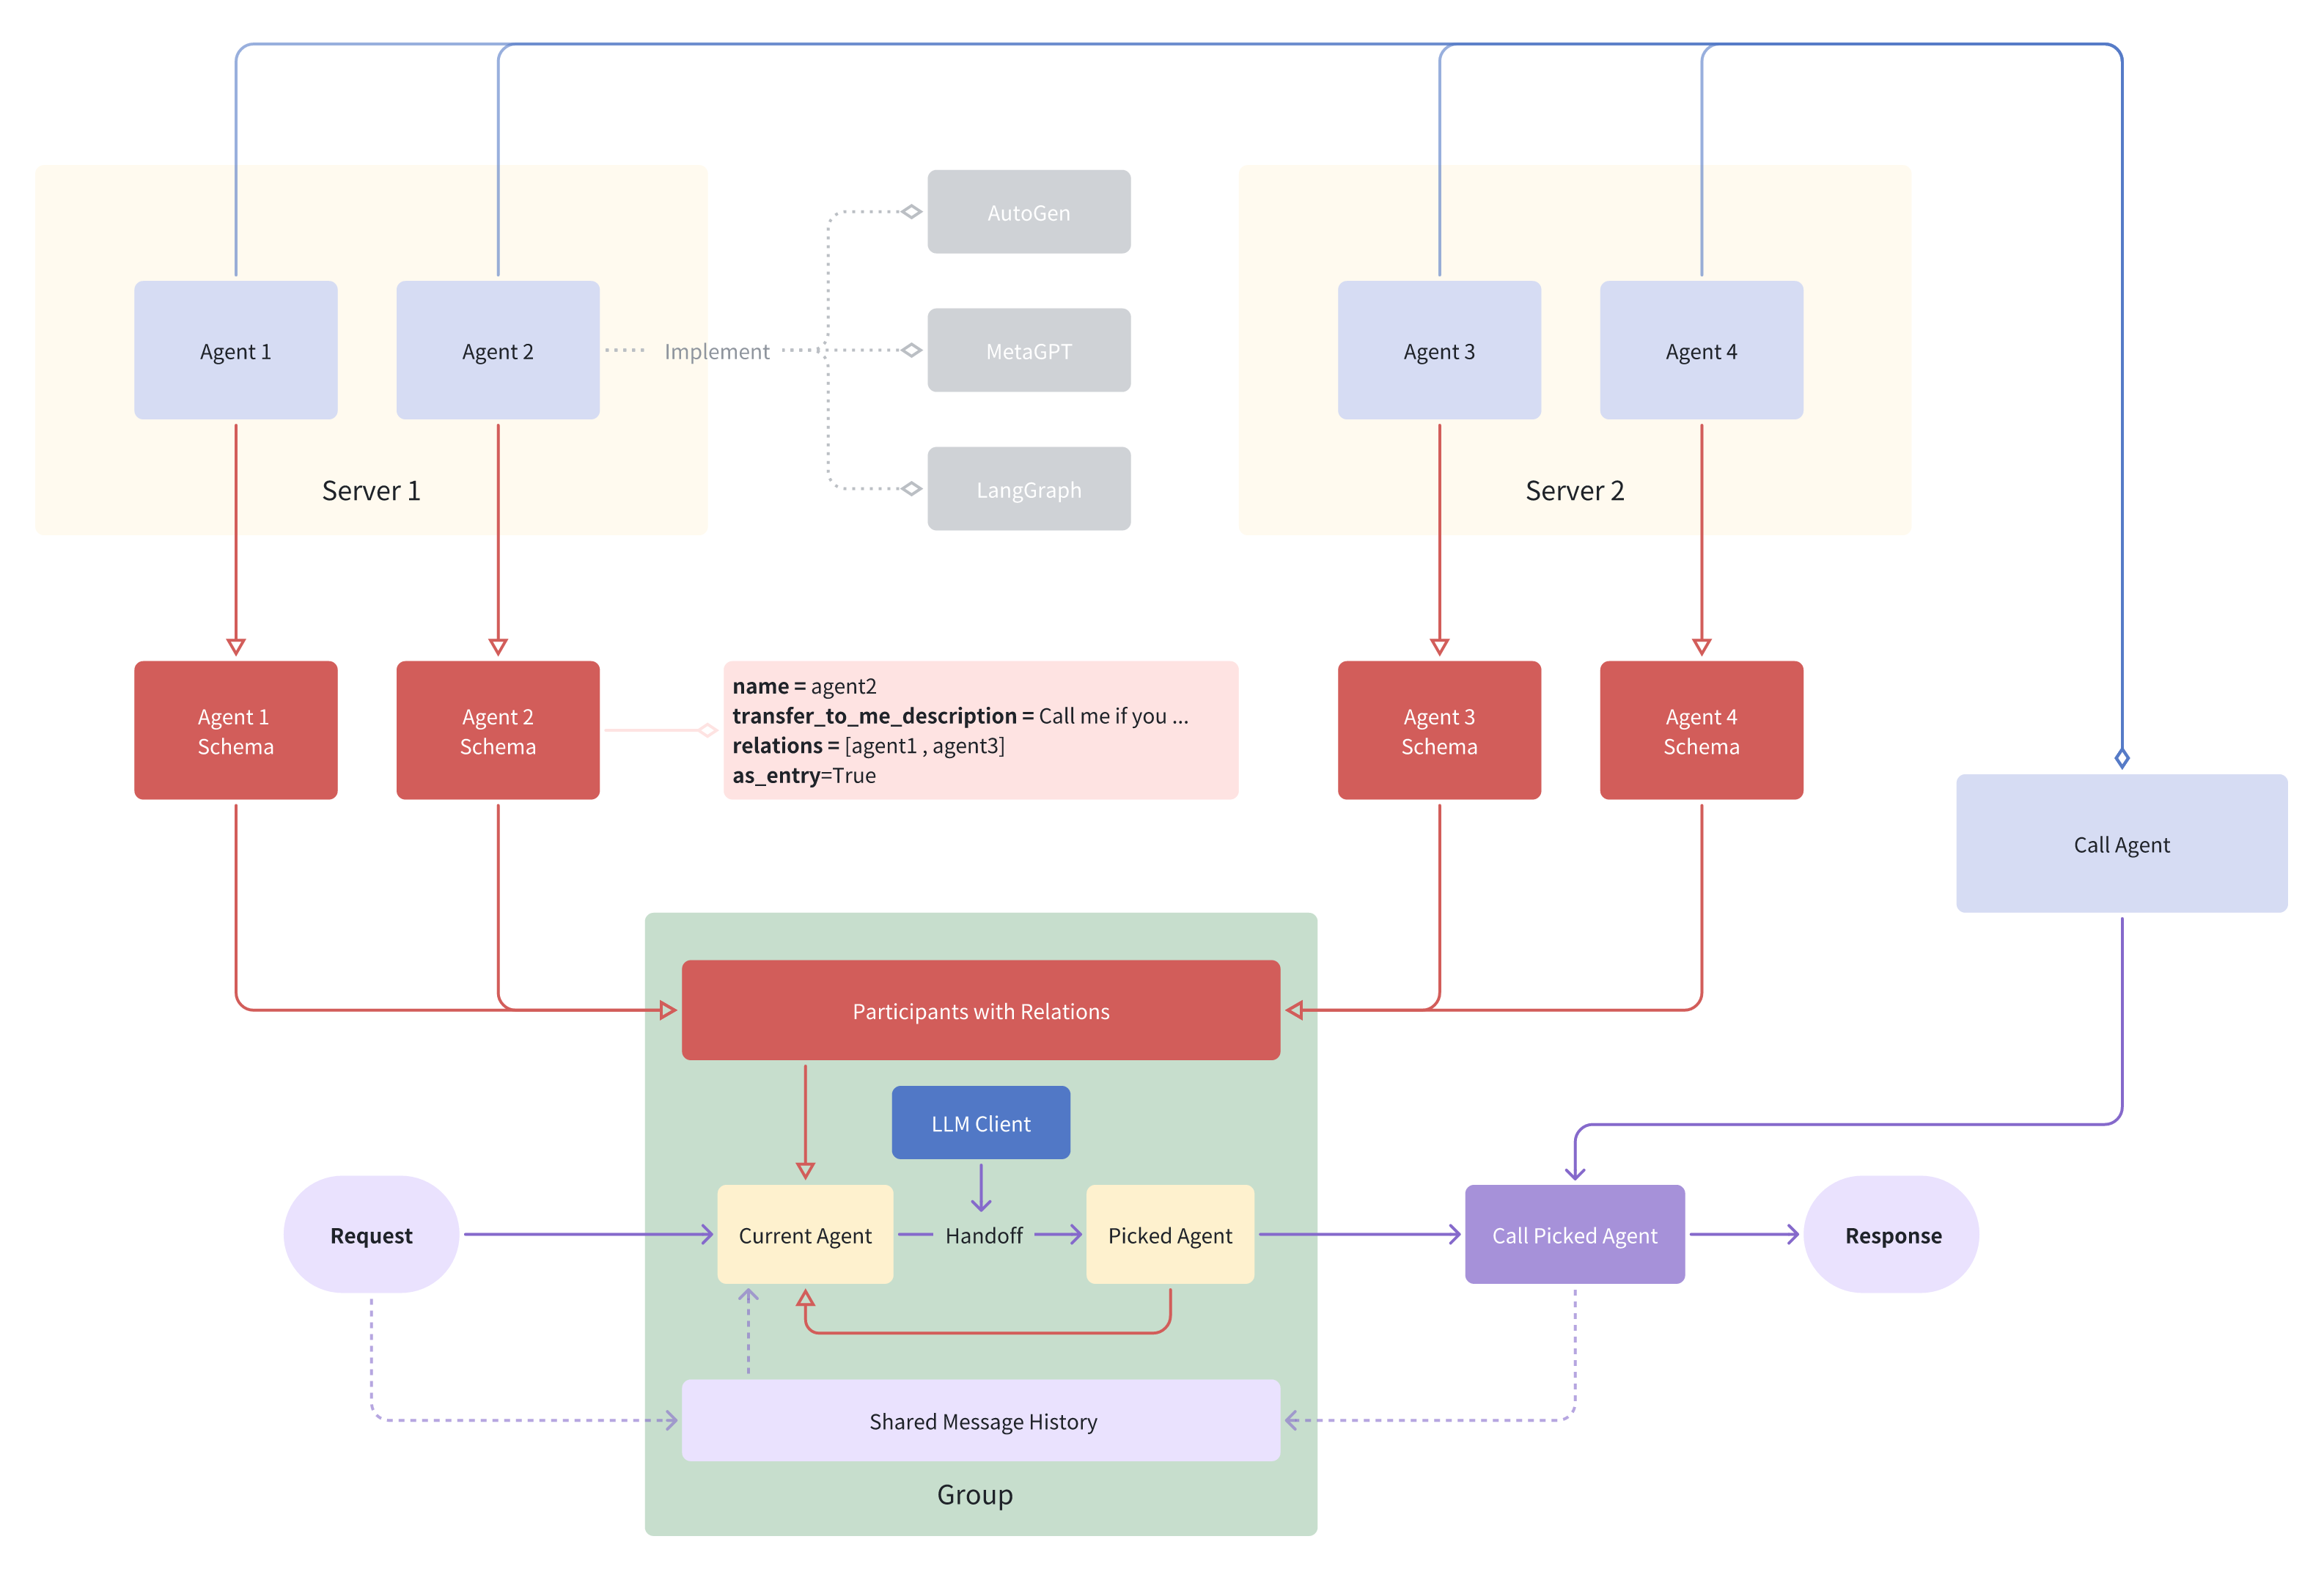 AutoGen
Agent 1
Agent 2
Implement
MetaGPT
Agent 3
Agent 4
Server 1
LangGraph
Server 2
Agent 1
Schema
Agent 2
Schema
name = agent2
transfer_to_me_description = Call me if you ...
relations = [agent1 , agent3]
as_entry=True
Agent 3
Schema
Agent 4
Schema
Call Agent
Participants with Relations
LLM Client
Request
Current Agent
Handoff
Picked Agent
Call Picked Agent
Response
Shared Message History
Group